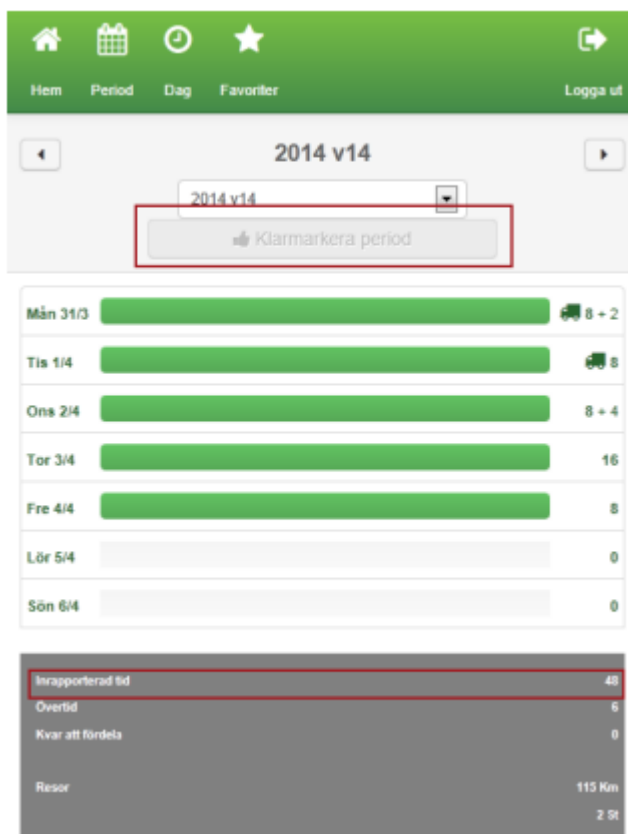 Hem Period Dag Favoriter Logga ut
2014 v14
2014 v14
Klarmarkera period
Mån 31/3 8 + 2
Tis 1/4 8
Ons 2/4 8 + 4
Tor 3/4 16
Fre 4/4 8
Lör 5/4 0
Sön 6/4 0
Inrapporterad tid 48
Övertid 6
Kvar att fördela 0
Resor 115 Km
2 St